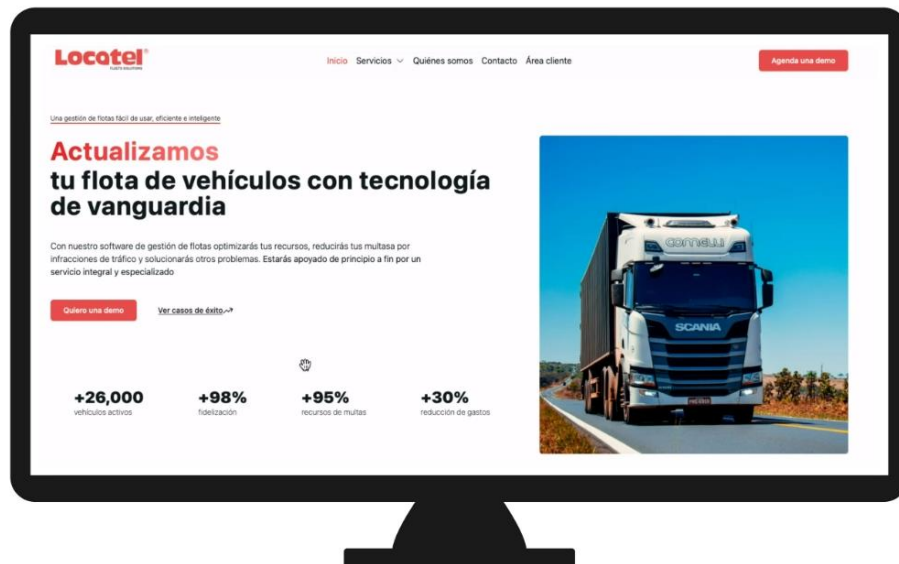 Locatel®
FLEETS SOLUTIONS
Inicio Servicios Quiénes somos Contacto Área cliente
Agenda una demo
Una gestión de flotas fácil de usar, eficiente e inteligente
Actualizamos
tu flota de vehículos con tecnología
de vanguardia
Con nuestro software de gestión de flotas optimizarás tus recursos, reducirás tus multasa por
infracciones de tráfico y solucionarás otros problemas. Estarás apoyado de principio a fin por un
servicio integral y especializado
Quiero una demo Ver casos de éxito
+26,000 +98% +95% +30%
vehículos activos fidelización recursos de multas reducción de gastos
SCANIA